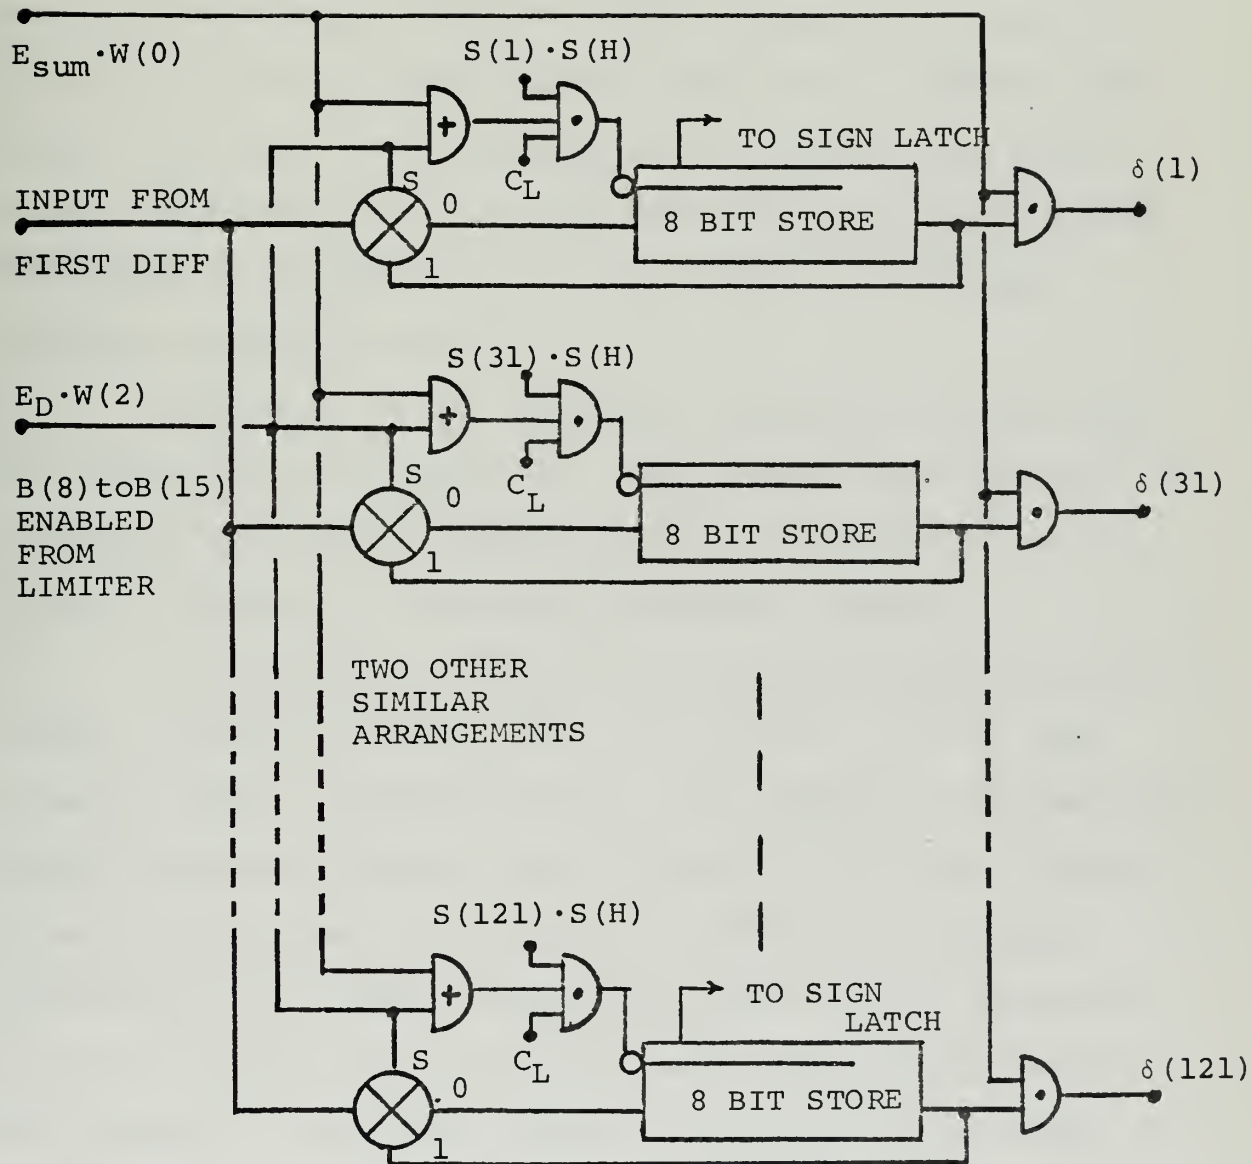 E_sum·W(0)
S(1)·S(H)
+
·
C_L
TO SIGN LATCH
δ(1)
INPUT FROM
FIRST DIFF
S
0
1
8 BIT STORE
·
S(31)·S(H)
E_D·W(2)
+
·
C_L
δ(31)
B(8)toB(15)
ENABLED
FROM
LIMITER
S
0
1
8 BIT STORE
·
TWO OTHER
SIMILAR
ARRANGEMENTS
S(121)·S(H)
+
·
C_L
TO SIGN
LATCH
δ(121)
S
0
1
8 BIT STORE
·